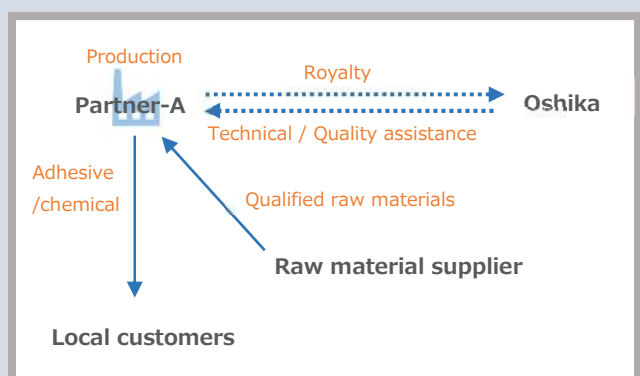 Production
Royalty
Partner-A
Oshika
Technical / Quality assistance
Adhesive
/chemical
Qualified raw materials
Raw material supplier
Local customers